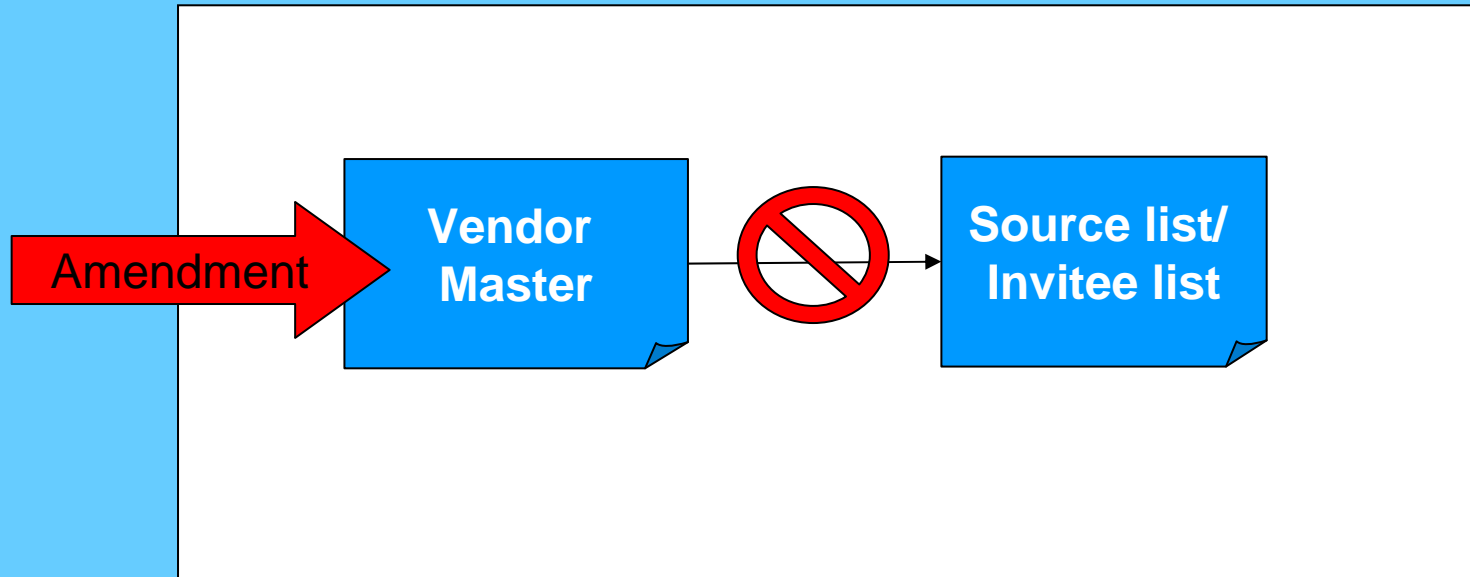 Amendment
Vendor
Master
Source list/
Invitee list